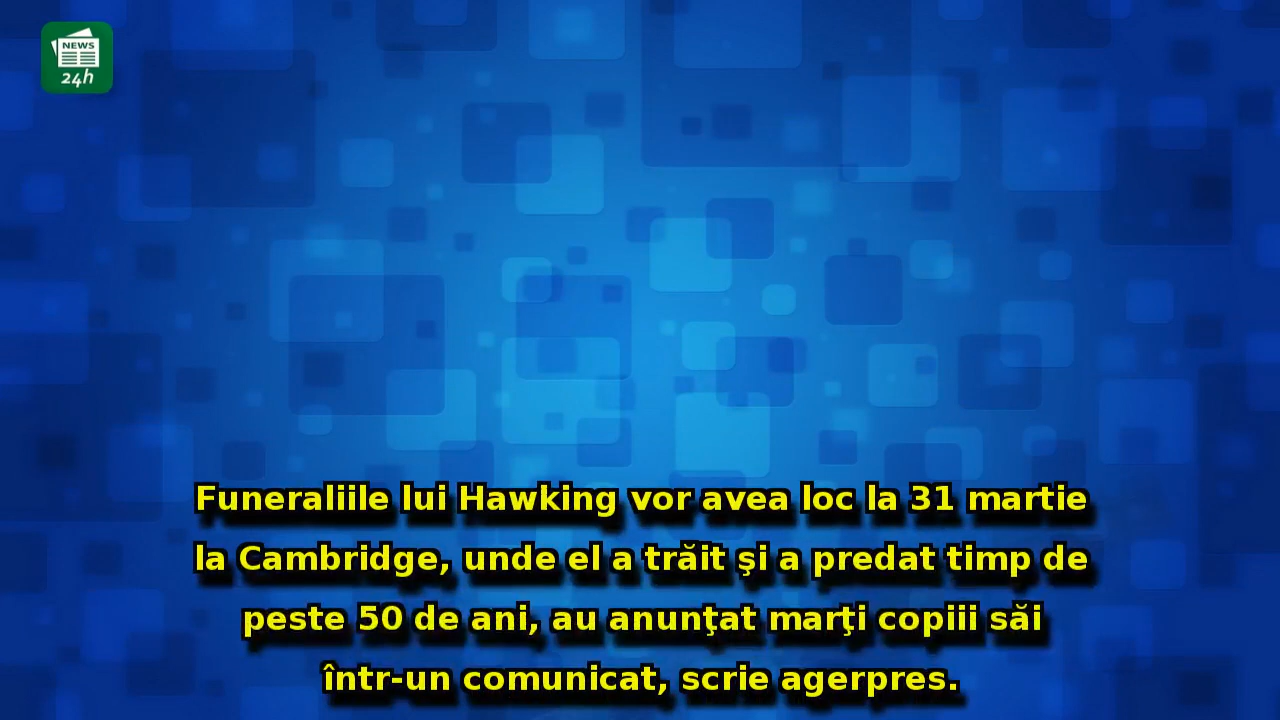 NEWS
24h
Funeraliile lui Hawking vor avea loc la 31 martie
la Cambridge, unde el a trăit şi a predat timp de
peste 50 de ani, au anunţat marţi copiii săi
într-un comunicat, scrie agerpres.